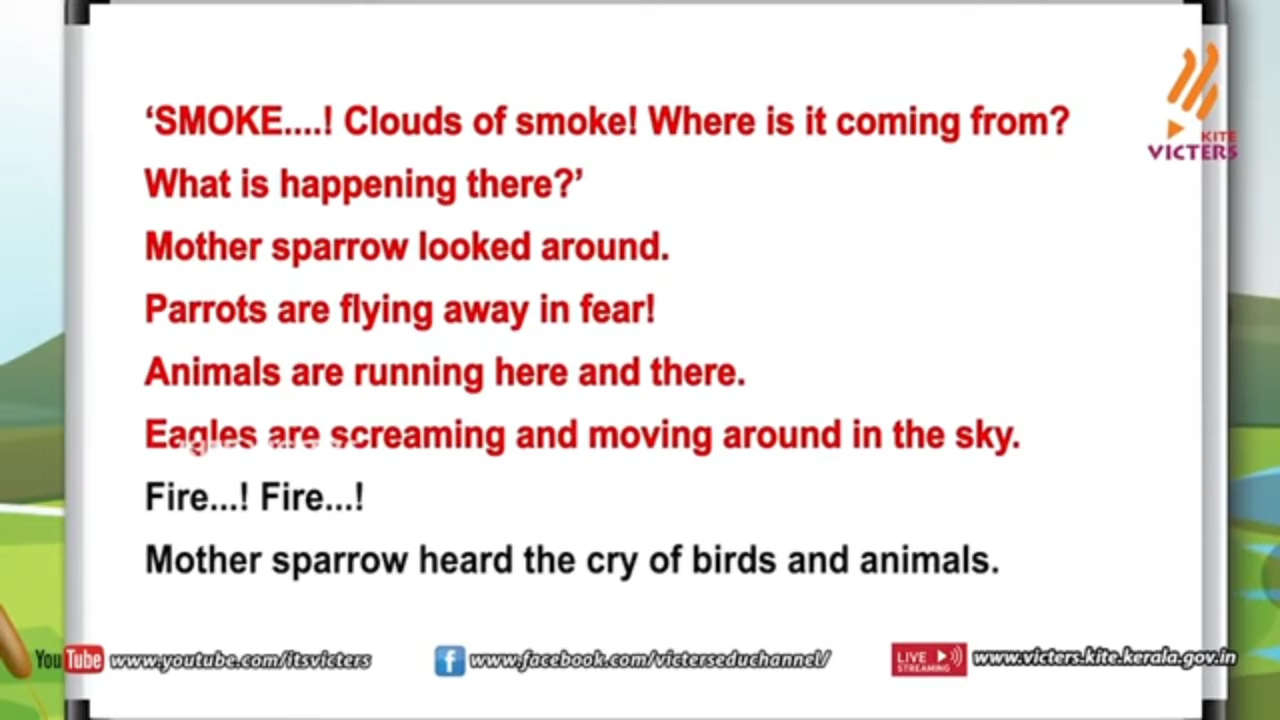 ‘SMOKE....! Clouds of smoke! Where is it coming from?
What is happening there?’
Mother sparrow looked around.
Parrots are flying away in fear!
Animals are running here and there.
Eagles are screaming and moving around in the sky.
Fire...! Fire...!
Mother sparrow heard the cry of birds and animals.
KITE
VICTERS
YouTube www.youtube.com/itsvicters
f www.facebook.com/victerseduchannel/
LIVE STREAMING www.victers.kite.kerala.gov.in